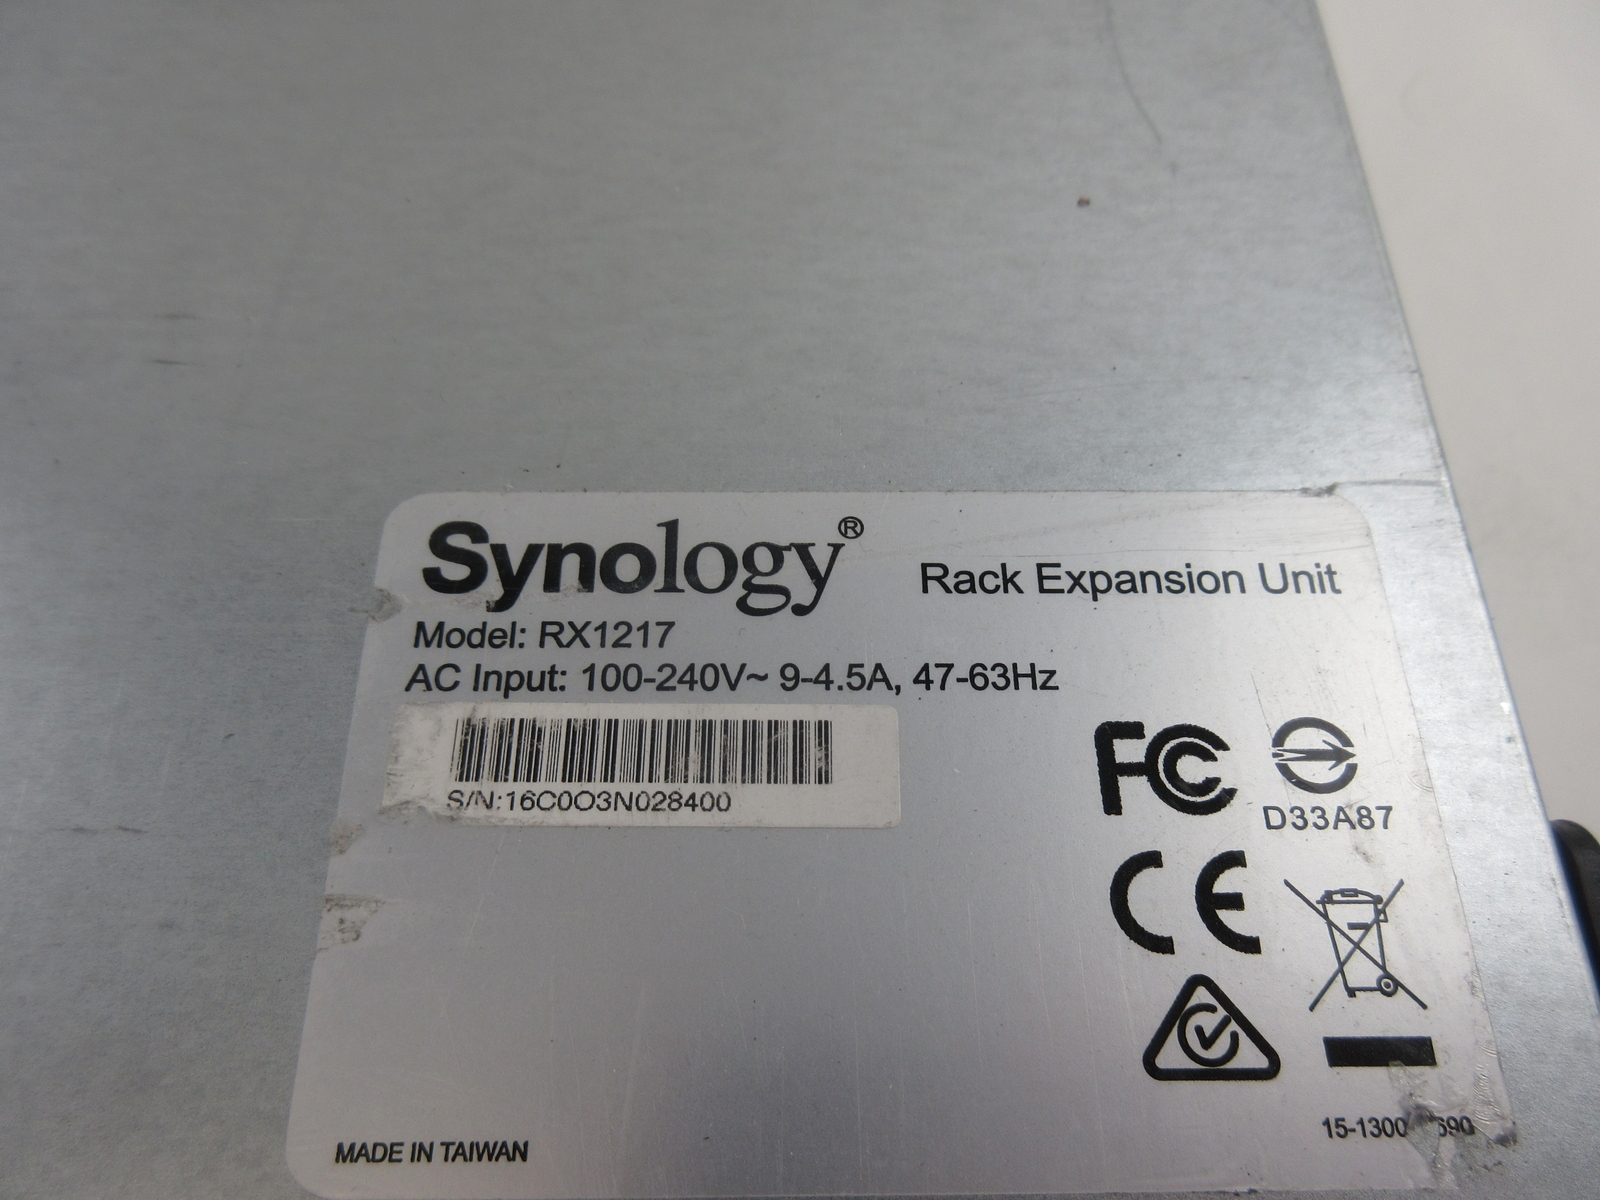 Synology®
Rack Expansion Unit
Model: RX1217
AC Input: 100-240V~ 9-4.5A, 47-63Hz
S/N:16C0O3N028400
FC
D33A87
CE
MADE IN TAIWAN